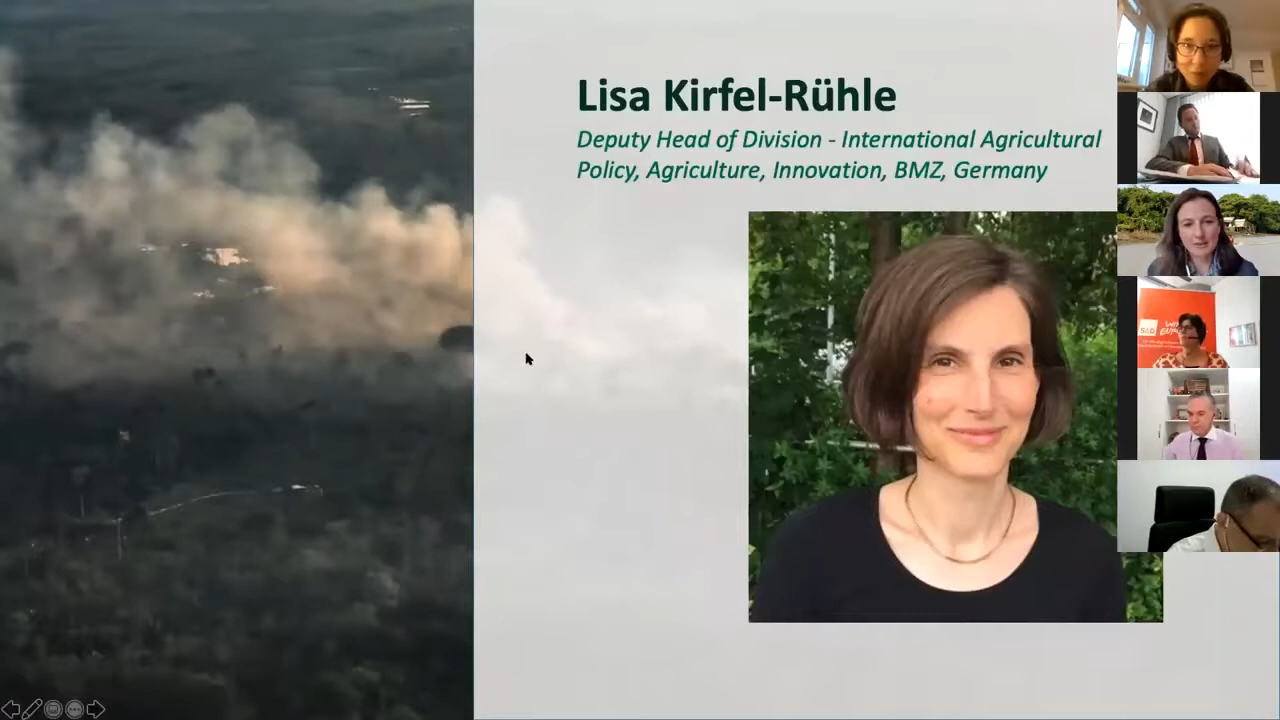 Lisa Kirfel-Rühle
Deputy Head of Division - International Agricultural
Policy, Agriculture, Innovation, BMZ, Germany
S&D